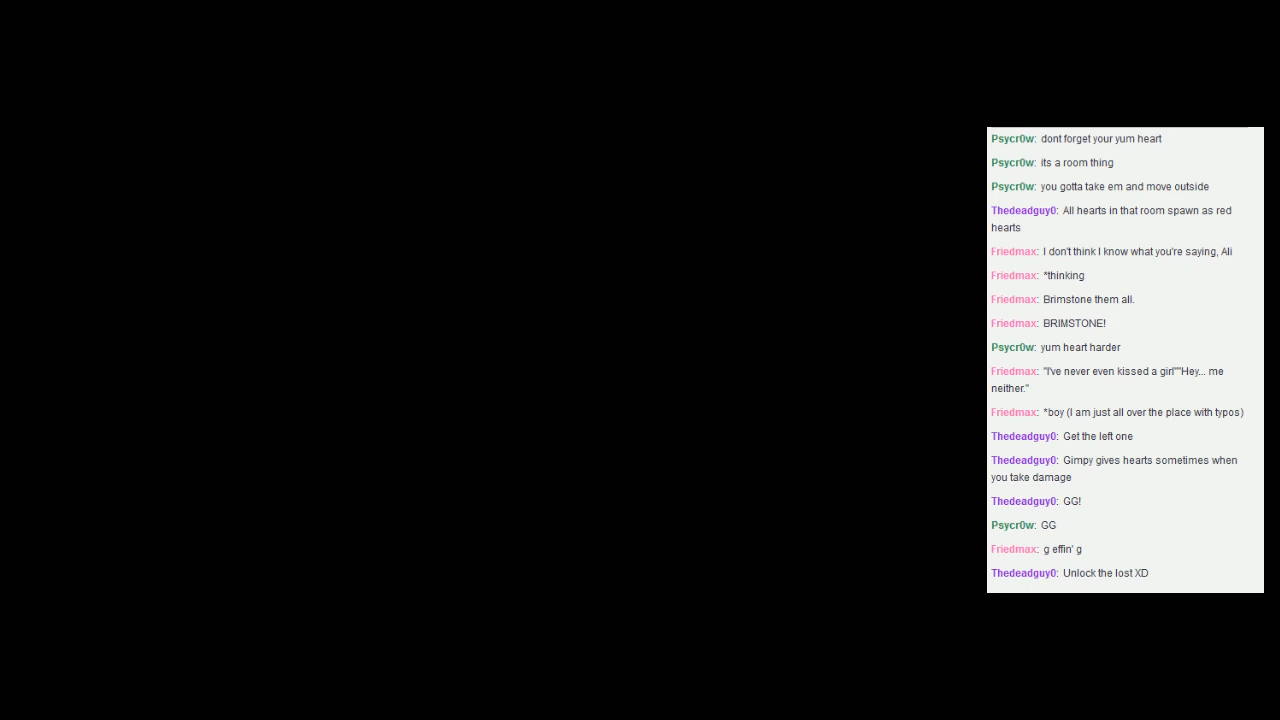 Psycr0w: dont forget your yum heart
Psycr0w: its a room thing
Psycr0w: you gotta take em and move outside
Thedeadguy0: All hearts in that room spawn as red
hearts
Friedmax: I don't think I know what you're saying, Ali
Friedmax: *thinking
Friedmax: Brimstone them all.
Friedmax: BRIMSTONE!
Psycr0w: yum heart harder
Friedmax: "I've never even kissed a girl""Hey... me
neither."
Friedmax: *boy (I am just all over the place with typos)
Thedeadguy0: Get the left one
Thedeadguy0: Gimpy gives hearts sometimes when
you take damage
Thedeadguy0: GG!
Psycr0w: GG
Friedmax: g effin' g
Thedeadguy0: Unlock the lost XD